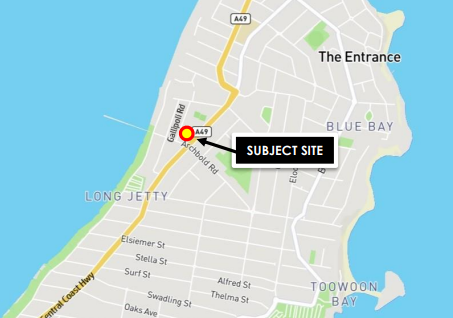 A49
The Entrance
Gallipoli Rd
A49
BLUE BAY
SUBJECT SITE
Archbold Rd
LONG JETTY
Elsiemer St
Stella St
Surf St
Alfred St
TOOWOON
BAY
Central Coast Hwy
Swadling St
Thelma St
Oaks Ave